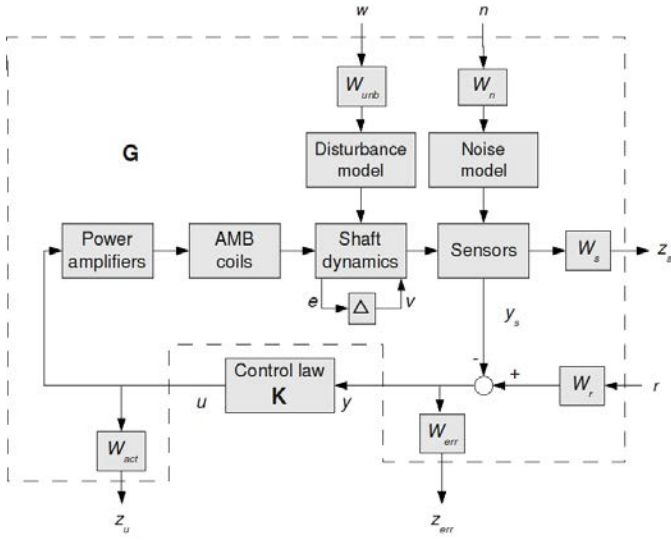 w
n
W_unb
W_n
G
Disturbance
model
Noise
model
Power
amplifiers
AMB
coils
Shaft
dynamics
Sensors
W_s
z_s
e
Δ
v
y_s
-
+
Control law
K
u
y
W_r
r
W_act
W_err
z_u
z_err